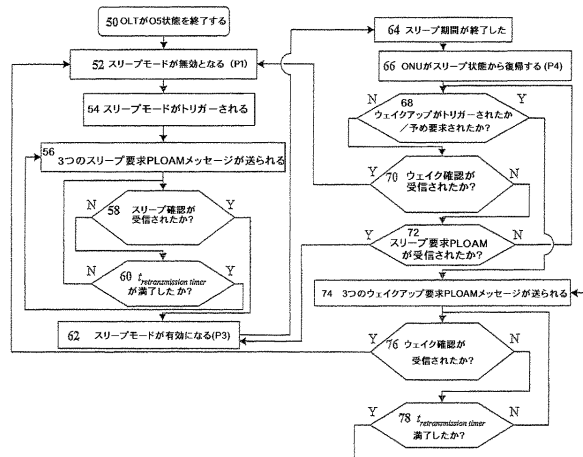 50 OLTがO5状態を終了する
52 スリープモードが無効となる (P1)
54 スリープモードがトリガーされる
56
3つのスリープ要求PLOAMメッセージが送られる
N
Y
58 スリープ確認が
受信されたか?
N
Y
60 t retransmission timer
が満了したか?
62 スリープモードが有効になる(P3)
64 スリープ期間が終了した
66 ONUがスリープ状態から復帰する (P4)
N
Y
68
ウェイクアップがトリガーされたか
/予め要求されたか?
Y
N
70 ウェイク確認が
受信されたか?
Y
N
72
スリープ要求PLOAM
が受信されたか?
74 3つのウェイクアップ要求PLOAMメッセージが送られる
Y
N
76 ウェイク確認が
受信されたか?
Y
N
78 t retransmission timer
満了したか?